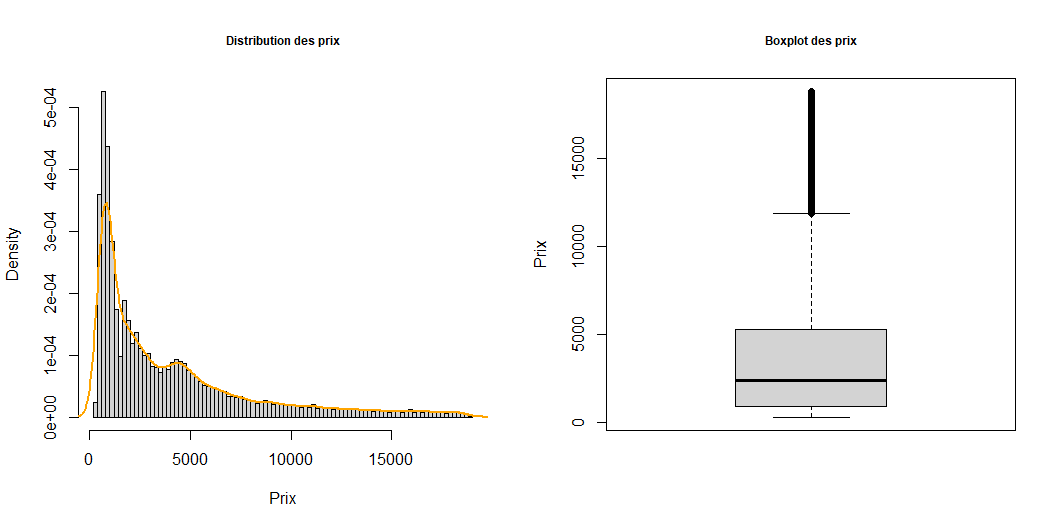 Distribution des prix
Density
0e+00 1e-04 2e-04 3e-04 4e-04 5e-04
0 5000 10000 15000
Prix
Boxplot des prix
Prix
0 5000 10000 15000